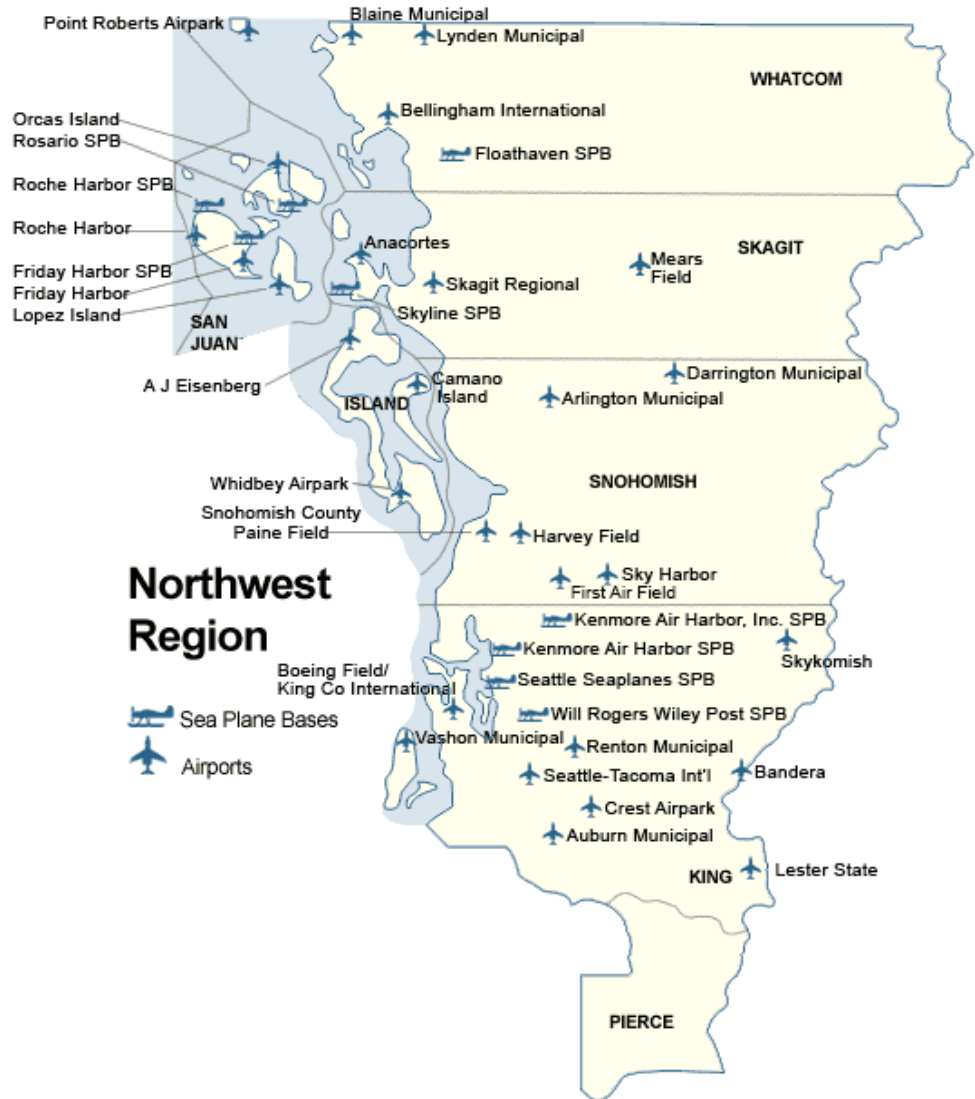 Blaine Municipal
Point Roberts Airpark
Lynden Municipal
WHATCOM
Bellingham International
Orcas Island
Rosario SPB
Floathaven SPB
Roche Harbor SPB
Roche Harbor
Anacortes
SKAGIT
Mears
Field
Friday Harbor SPB
Friday Harbor
Lopez Island
Skagit Regional
Skyline SPB
SAN
JUAN
A J Eisenberg
Camano
Island
ISLAND
Darrington Municipal
Arlington Municipal
Whidbey Airpark
SNOHOMISH
Snohomish County
Paine Field
Harvey Field
Sky Harbor
First Air Field
Northwest
Region
Kenmore Air Harbor, Inc. SPB
Kenmore Air Harbor SPB
Skykomish
Boeing Field/
King Co International
Seattle Seaplanes SPB
Sea Plane Bases
Will Rogers Wiley Post SPB
Vashon Municipal
Renton Municipal
Airports
Seattle-Tacoma Int'l
Bandera
Crest Airpark
Auburn Municipal
KING
Lester State
PIERCE